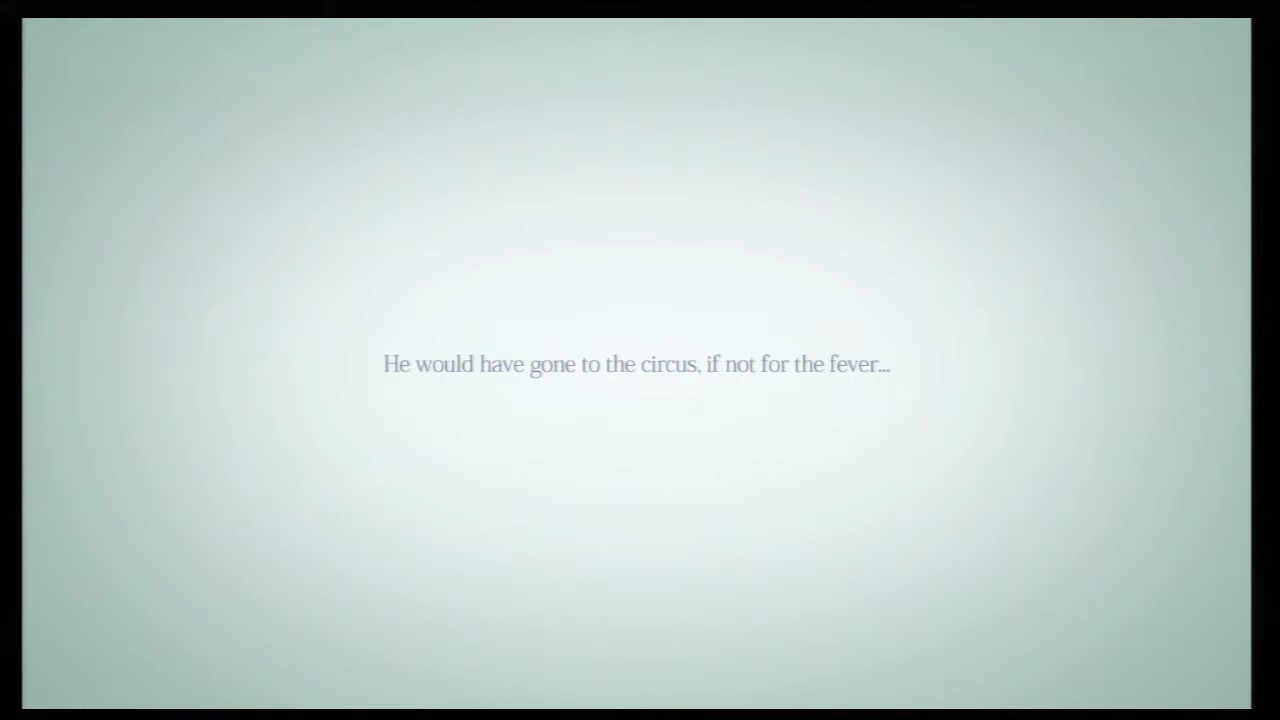 He would have gone to the circus, if not for the fever...